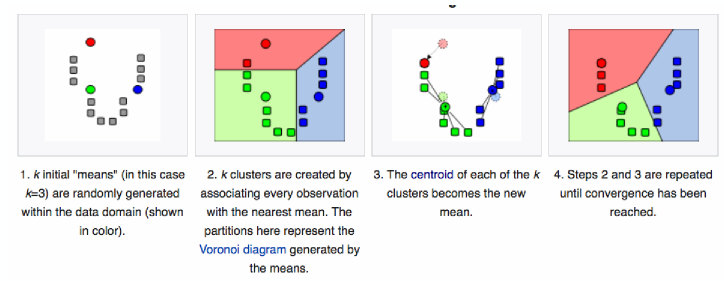 1. k initial "means" (in this case
k=3) are randomly generated
within the data domain (shown
in color).
2. k clusters are created by
associating every observation
with the nearest mean. The
partitions here represent the
Voronoi diagram generated by
the means.
3. The centroid of each of the k
clusters becomes the new
mean.
4. Steps 2 and 3 are repeated
until convergence has been
reached.